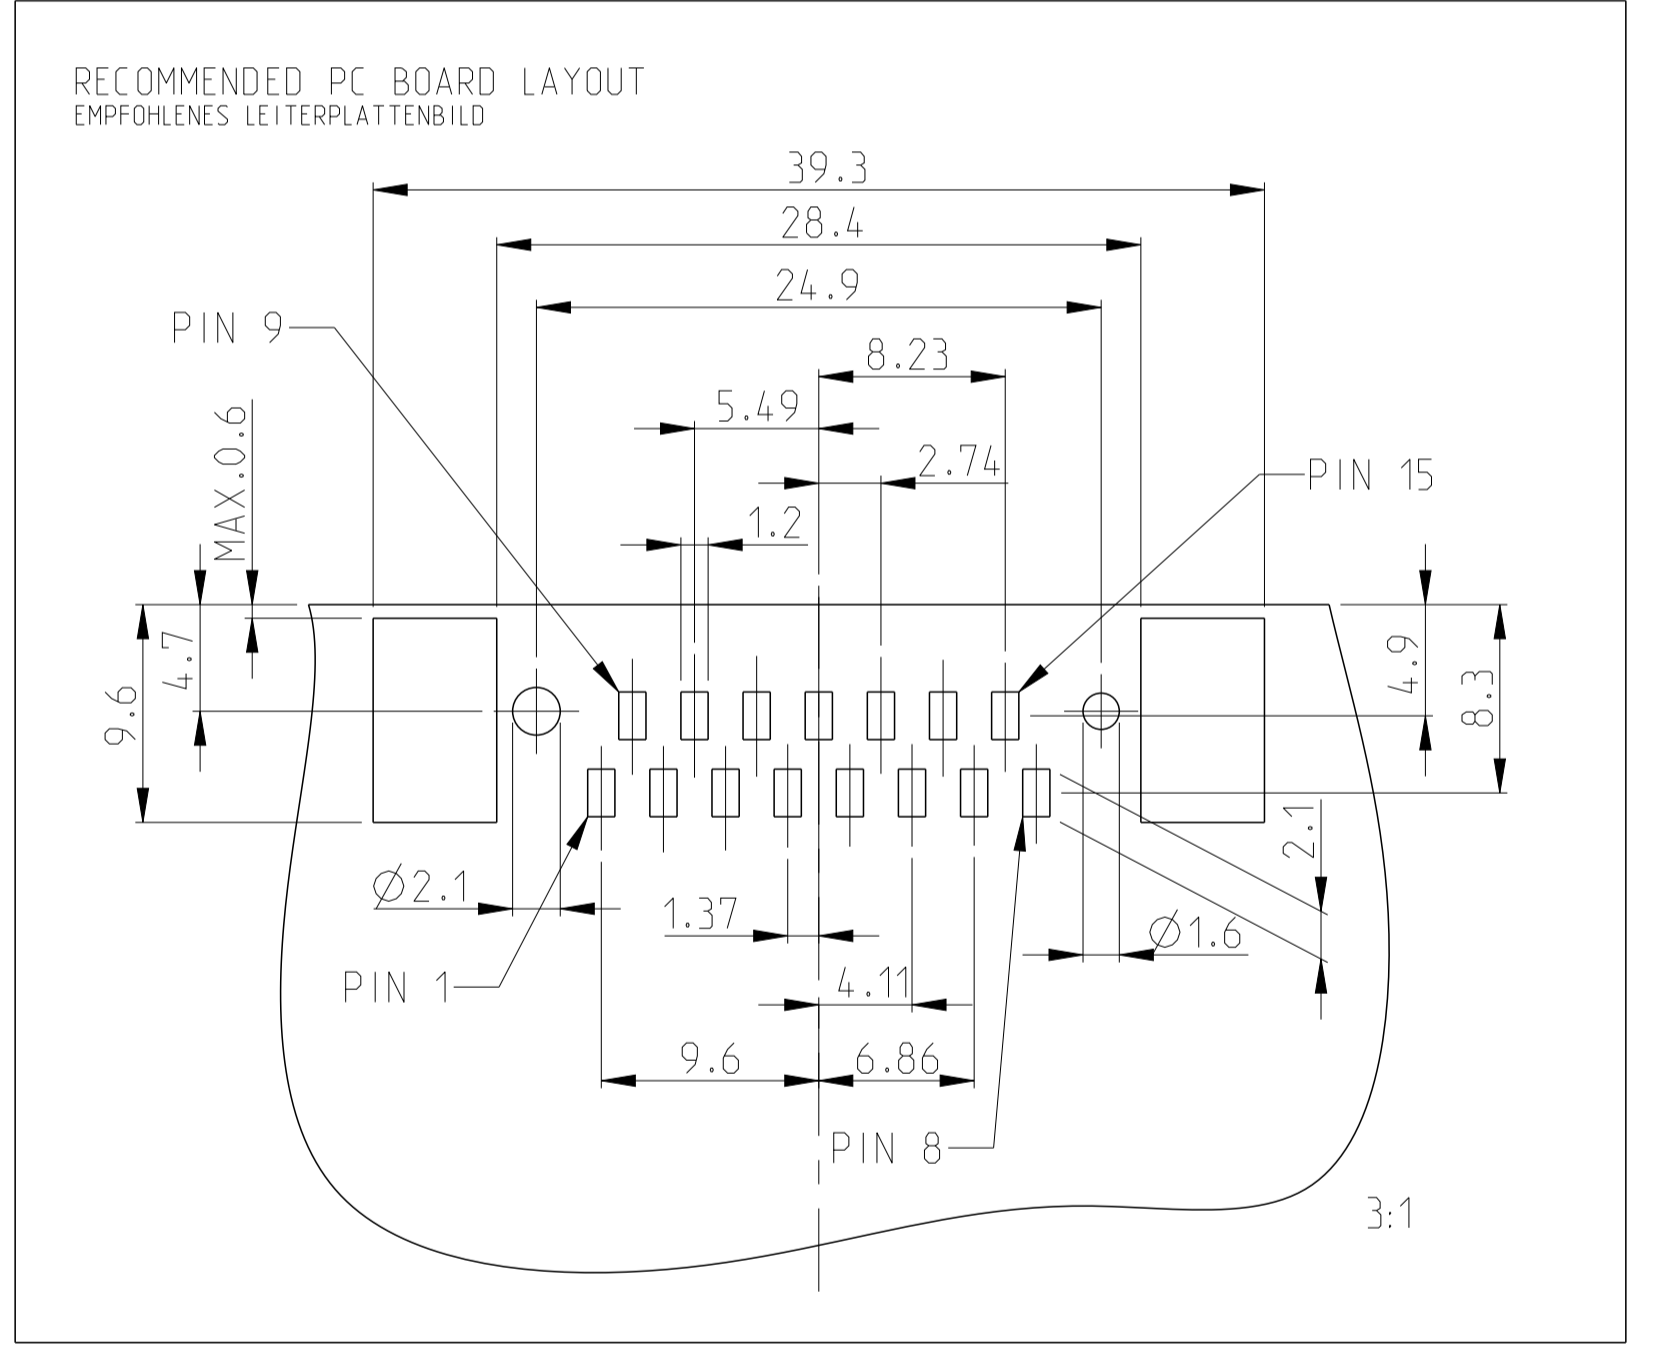 RECOMMENDED PC BOARD LAYOUT
EMPFOHLENES LEITERPLATTENBILD
39.3
28.4
24.9
PIN 9
8.23
5.49
MAX.0.6
2.74
PIN 15
1.2
4.7
9.6
4.9
8.3
2.1
Ø2.1
1.37
Ø1.6
PIN 1
4.11
9.6
6.86
PIN 8
3:1